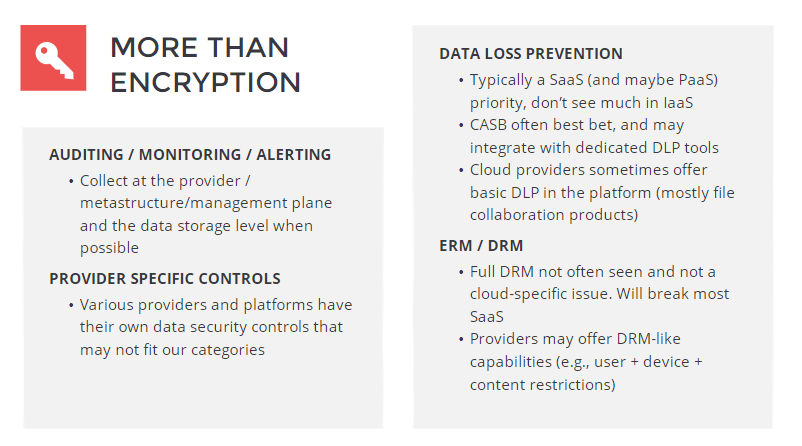 MORE THAN
ENCRYPTION
AUDITING / MONITORING / ALERTING
• Collect at the provider /
metastructure/management plane
and the data storage level when
possible
PROVIDER SPECIFIC CONTROLS
• Various providers and platforms have
their own data security controls that
may not fit our categories
DATA LOSS PREVENTION
• Typically a SaaS (and maybe PaaS)
priority, don’t see much in IaaS
• CASB often best bet, and may
integrate with dedicated DLP tools
• Cloud providers sometimes offer
basic DLP in the platform (mostly file
collaboration products)
ERM / DRM
• Full DRM not often seen and not a
cloud-specific issue. Will break most
SaaS
• Providers may offer DRM-like
capabilities (e.g., user + device +
content restrictions)